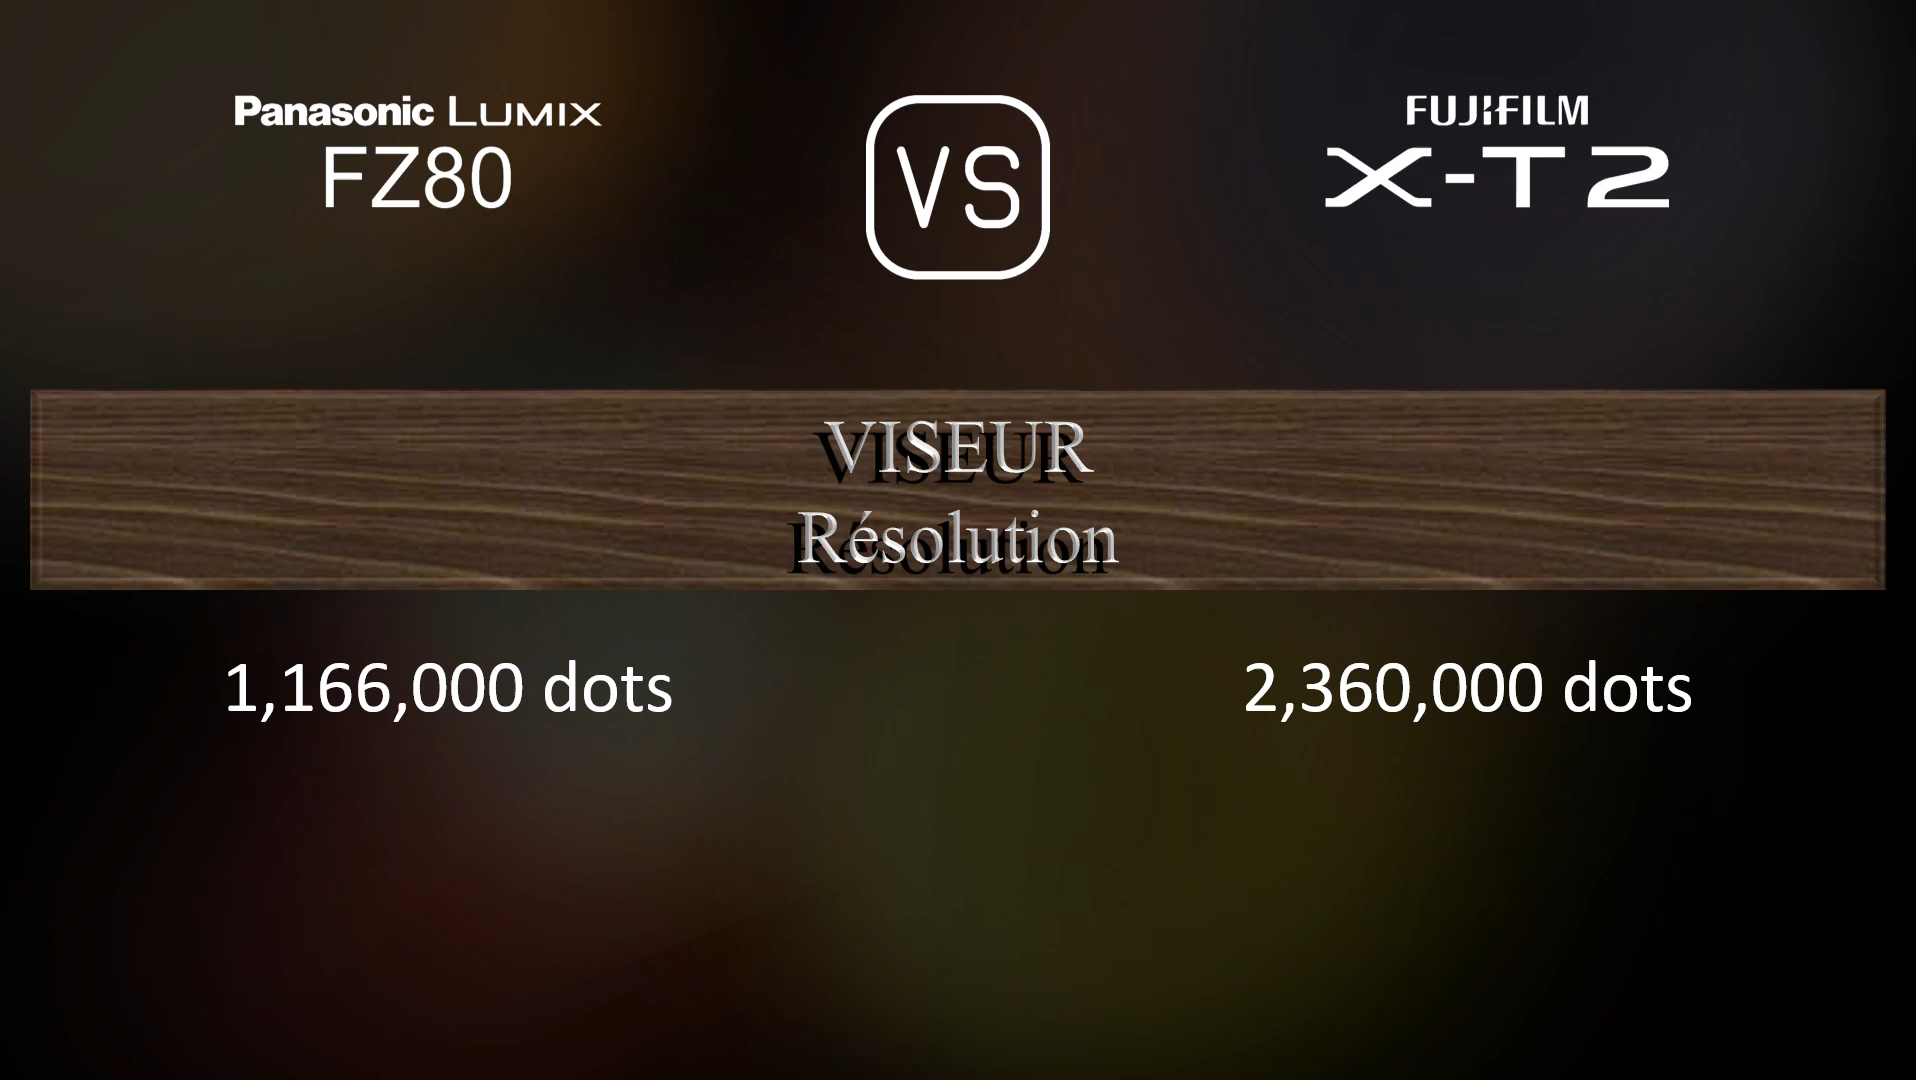 Panasonic LUMIX
FZ80
VS
FUJIFILM
X-T2
VISEUR
Résolution
1,166,000 dots
2,360,000 dots